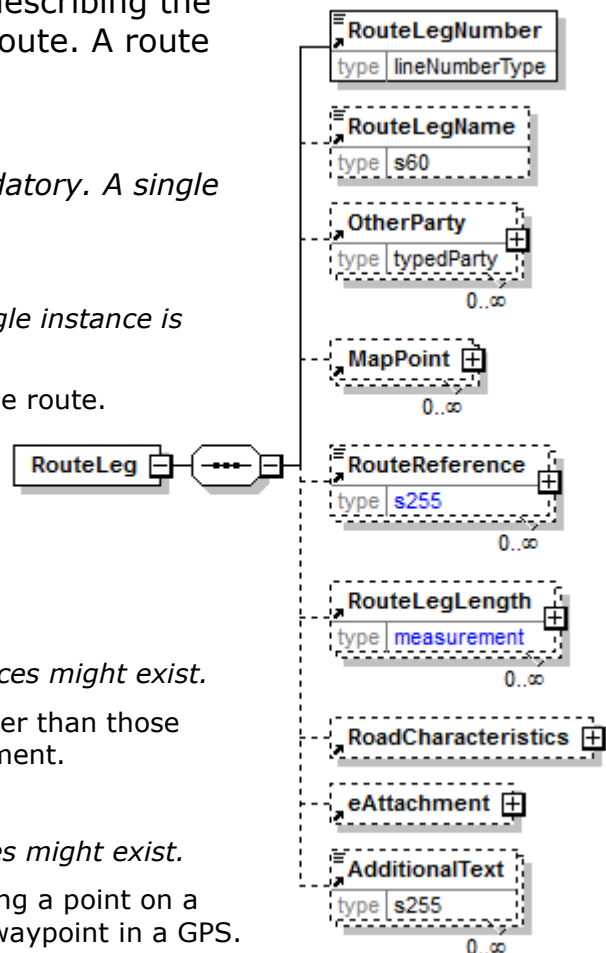 describing the
oute. A route
datory. A single
gle instance is
e route.
ces might exist.
er than those
ment.
es might exist.
ng a point on a
waypoint in a GPS.
RouteLeg
RouteLegNumber
type lineNumberType
RouteLegName
type s60
OtherParty
type typedParty
0..∞
MapPoint
0..∞
RouteReference
type s255
0..∞
RouteLegLength
type measurement
0..∞
RoadCharacteristics
eAttachment
AdditionalText
type s255
0..∞